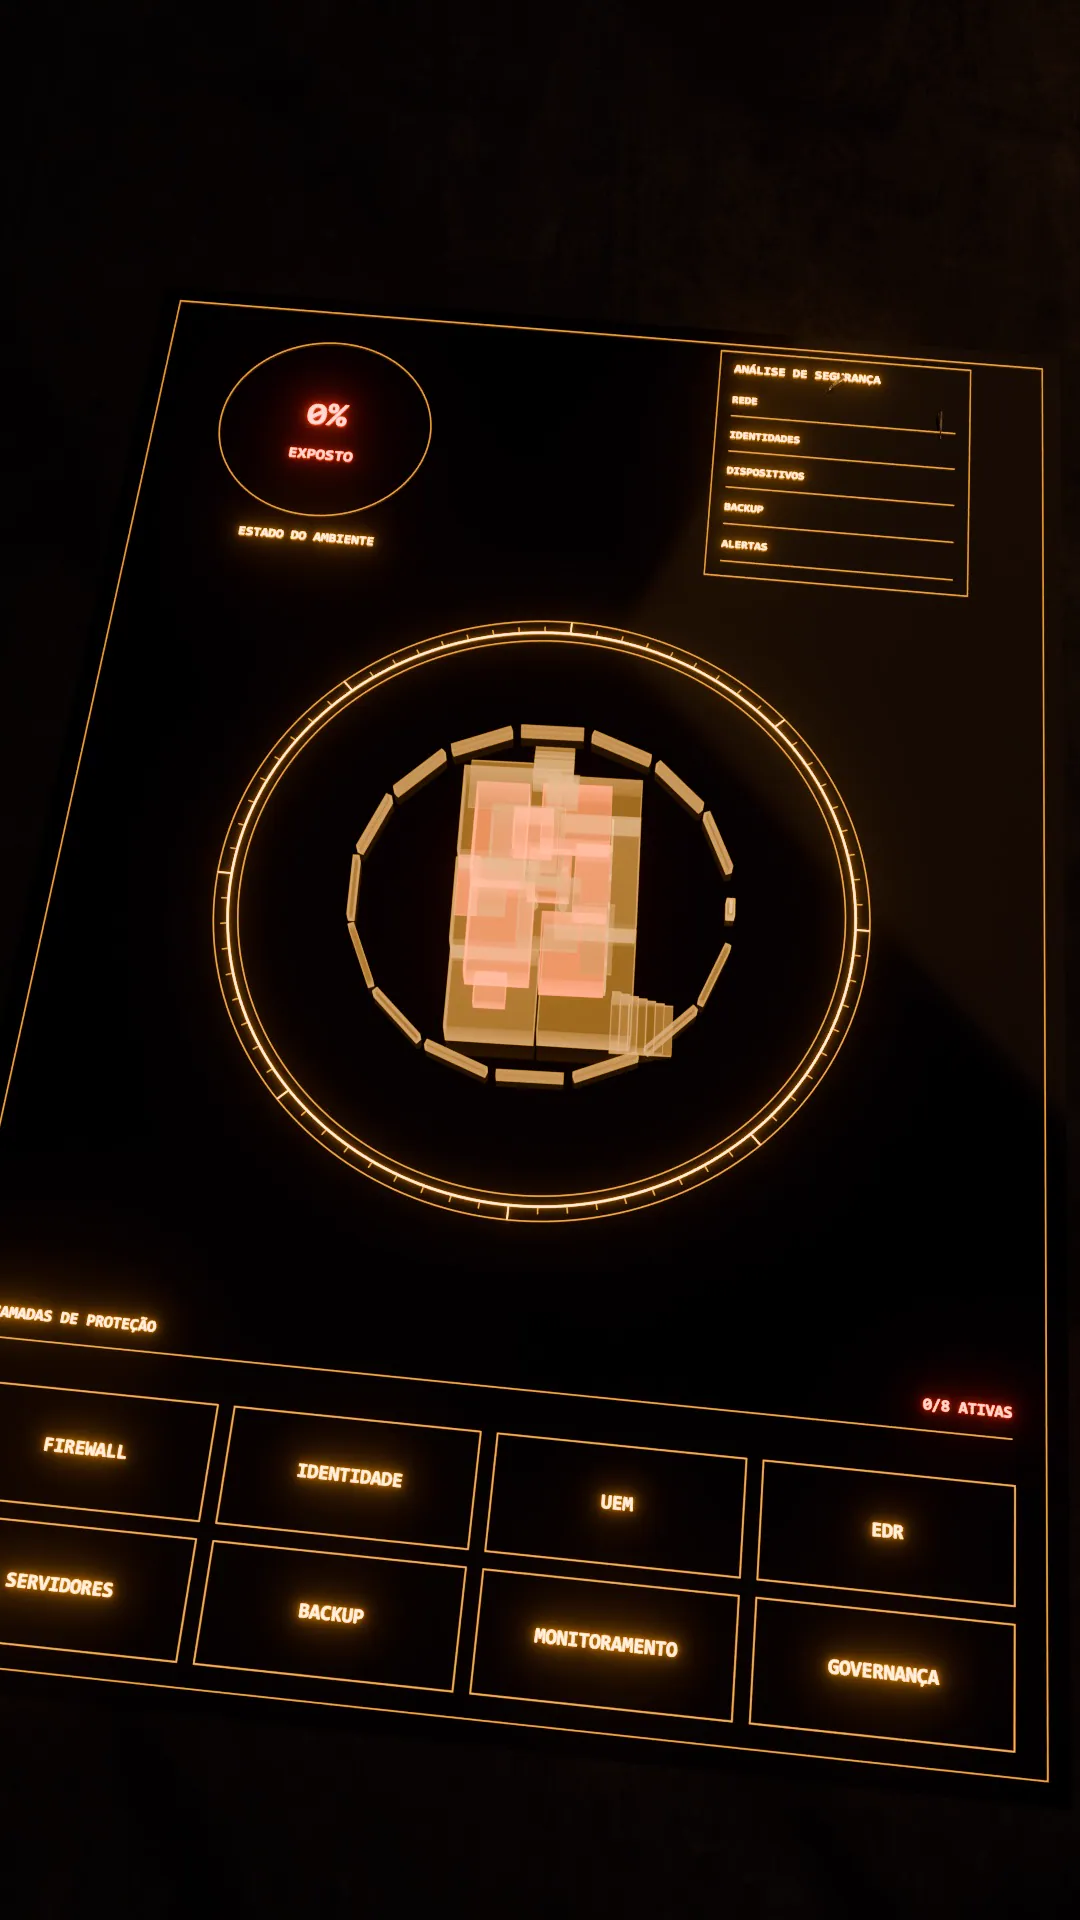 0%
EXPOSTO
ESTADO DO AMBIENTE
ANÁLISE DE SEGURANÇA
REDE
IDENTIDADES
DISPOSITIVOS
BACKUP
ALERTAS
AMADAS DE PROTEÇÃO
0/8 ATIVAS
FIREWALL
IDENTIDADE
UEM
EDR
SERVIDORES
BACKUP
MONITORAMENTO
GOVERNANÇA